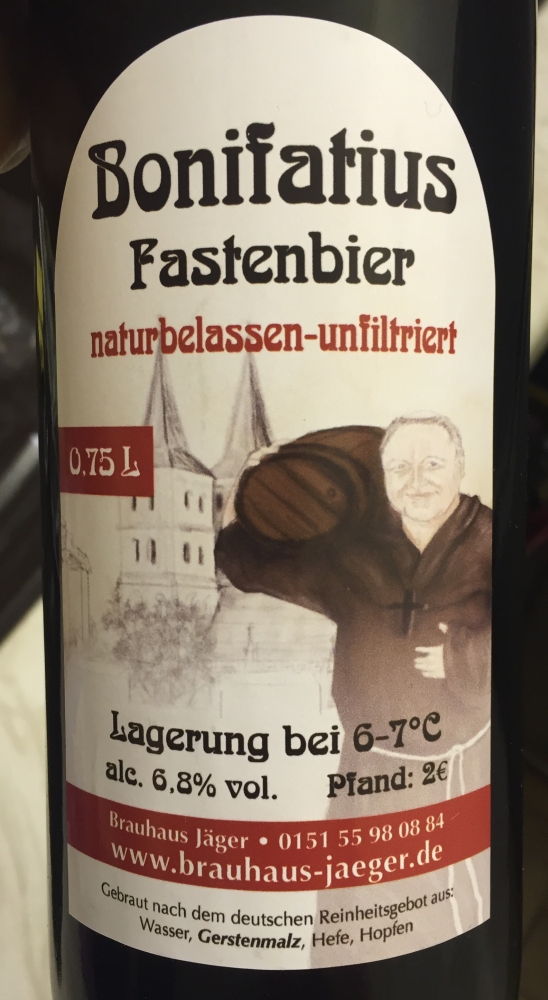 Bonifatius
Fastenbier
naturbelassen-unfiltriert
0,75 L
Lagerung bei 6-7°C
alc. 6,8% vol. Pfand: 2€
Brauhaus Jäger • 0151 55 98 08 84
www.brauhaus-jaeger.de
Gebraut nach dem deutschen Reinheitsgebot aus:
Wasser, Gerstenmalz, Hefe, Hopfen